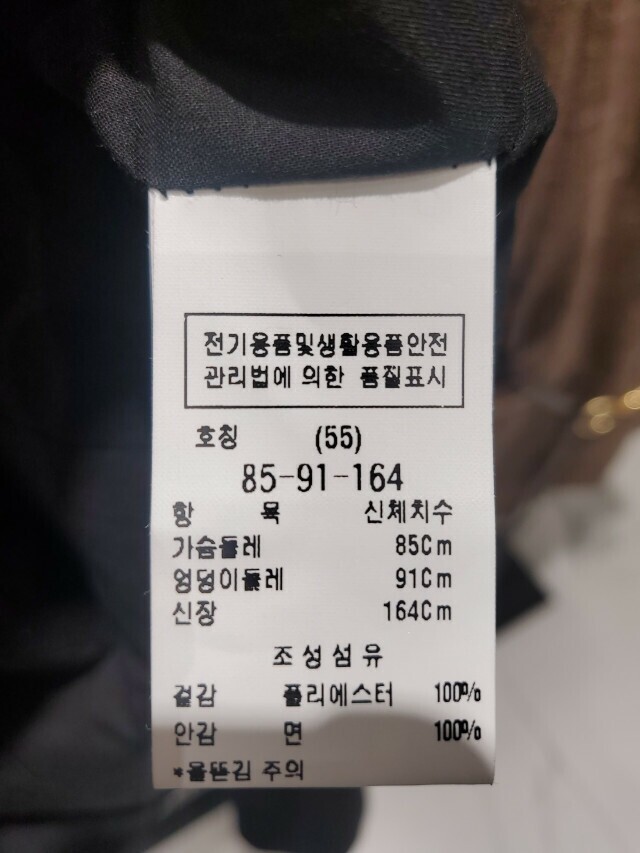 전기용품및생활용품안전
관리법에 의한 품질표시
호칭 (55)
85-91-164
항 목 신체치수
가슴둘레 85Cm
엉덩이둘레 91Cm
신장 164Cm
조성섬유
겉감 폴리에스터 100%
안감 면 100%
*올뜯김 주의